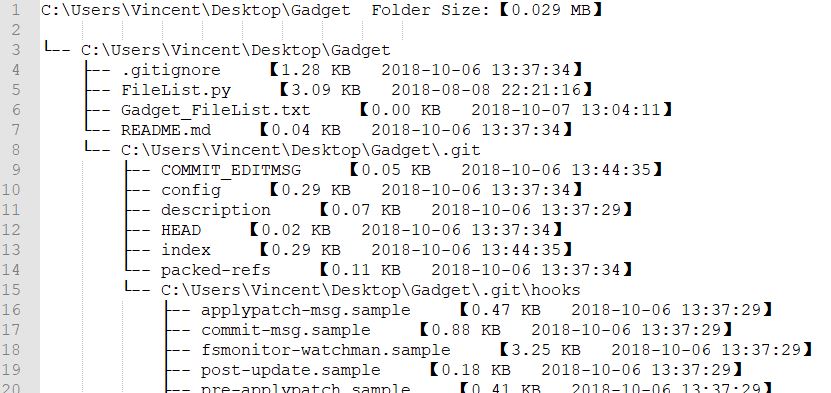 1 C:\Users\Vincent\Desktop\Gadget Folder Size:【0.029 MB】
2
3 └-- C:\Users\Vincent\Desktop\Gadget
4 ├-- .gitignore 【1.28 KB 2018-10-06 13:37:34】
5 ├-- FileList.py 【3.09 KB 2018-08-08 22:21:16】
6 ├-- Gadget_FileList.txt 【0.00 KB 2018-10-07 13:04:11】
7 └-- README.md 【0.04 KB 2018-10-06 13:37:34】
8 └-- C:\Users\Vincent\Desktop\Gadget\.git
9 ├-- COMMIT_EDITMSG 【0.05 KB 2018-10-06 13:44:35】
10 ├-- config 【0.29 KB 2018-10-06 13:37:34】
11 ├-- description 【0.07 KB 2018-10-06 13:37:29】
12 ├-- HEAD 【0.02 KB 2018-10-06 13:37:34】
13 ├-- index 【0.29 KB 2018-10-06 13:44:35】
14 └-- packed-refs 【0.11 KB 2018-10-06 13:37:34】
15 └-- C:\Users\Vincent\Desktop\Gadget\.git\hooks
16 ├-- applypatch-msg.sample 【0.47 KB 2018-10-06 13:37:29】
17 ├-- commit-msg.sample 【0.88 KB 2018-10-06 13:37:29】
18 ├-- fsmonitor-watchman.sample 【3.25 KB 2018-10-06 13:37:29】
19 ├-- post-update.sample 【0.18 KB 2018-10-06 13:37:29】
20 ├-- pre-applypatch.sample 【0.41 KB 2018-10-06 13:37:29】